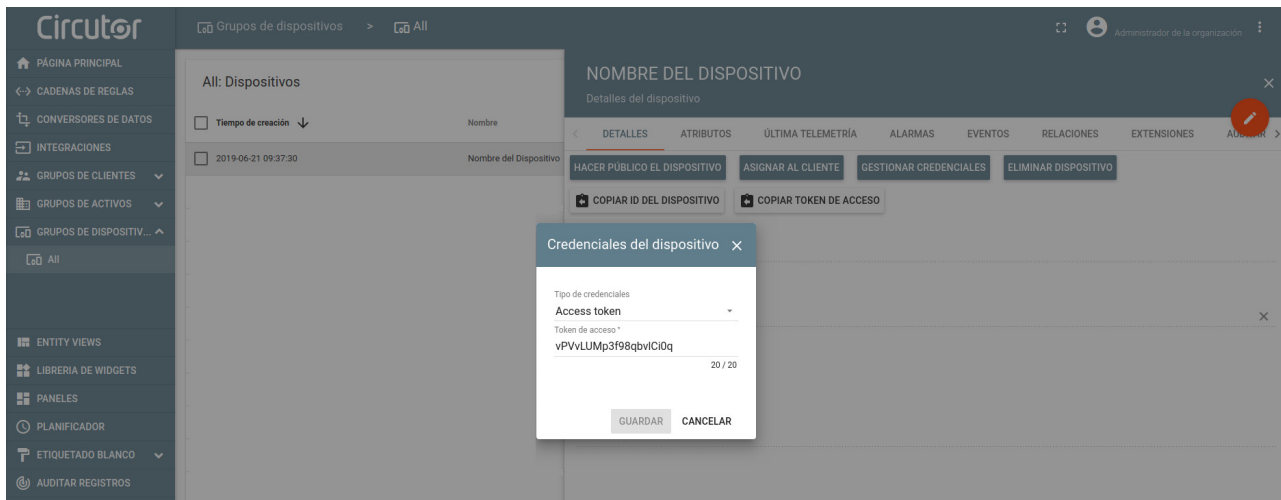 Circutor
Grupos de dispositivos > All
Administrador de la organización
PÁGINA PRINCIPAL
CADENAS DE REGLAS
CONVERSORES DE DATOS
INTEGRACIONES
GRUPOS DE CLIENTES
GRUPOS DE ACTIVOS
GRUPOS DE DISPOSITIV...
All
ENTITY VIEWS
LIBRERIA DE WIDGETS
PANELES
PLANIFICADOR
ETIQUETADO BLANCO
AUDITAR REGISTROS
All: Dispositivos
Tiempo de creación Nombre
2019-06-21 09:37:30 Nombre del Dispositivo
NOMBRE DEL DISPOSITIVO
Detalles del dispositivo
DETALLES ATRIBUTOS ÚLTIMA TELEMETRÍA ALARMAS EVENTOS RELACIONES EXTENSIONES AUDITAR
HACER PÚBLICO EL DISPOSITIVO ASIGNAR AL CLIENTE GESTIONAR CREDENCIALES ELIMINAR DISPOSITIVO
COPIAR ID DEL DISPOSITIVO COPIAR TOKEN DE ACCESO
Credenciales del dispositivo
Tipo de credenciales
Access token
Token de acceso *
vPVvLUMp3f98qbvlCi0q
20 / 20
GUARDAR CANCELAR